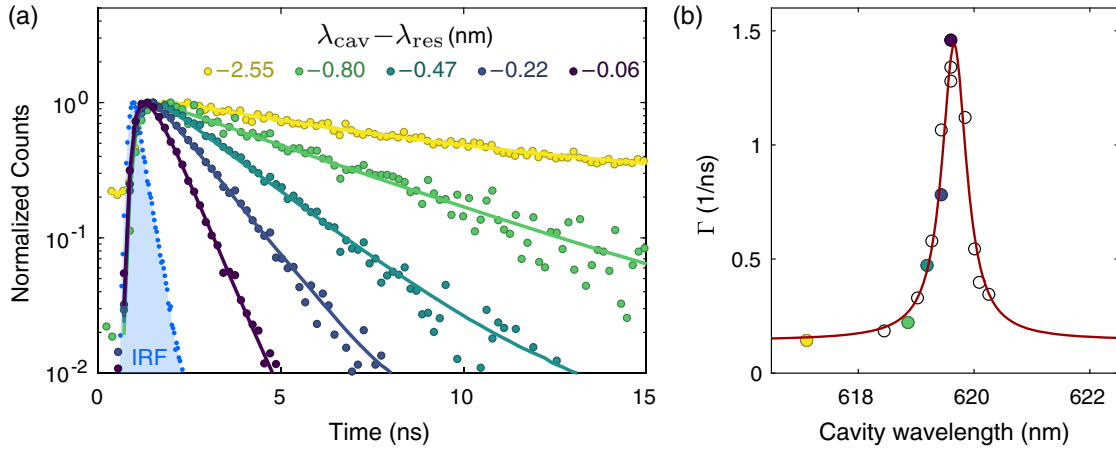 (a)
λcav−λres (nm)
−2.55 −0.80 −0.47 −0.22 −0.06
10^0
10^-1
10^-2
Normalized Counts
IRF
0 5 10 15
Time (ns)
(b)
1.5
1
0.5
0
Γ (1/ns)
618 620 622
Cavity wavelength (nm)